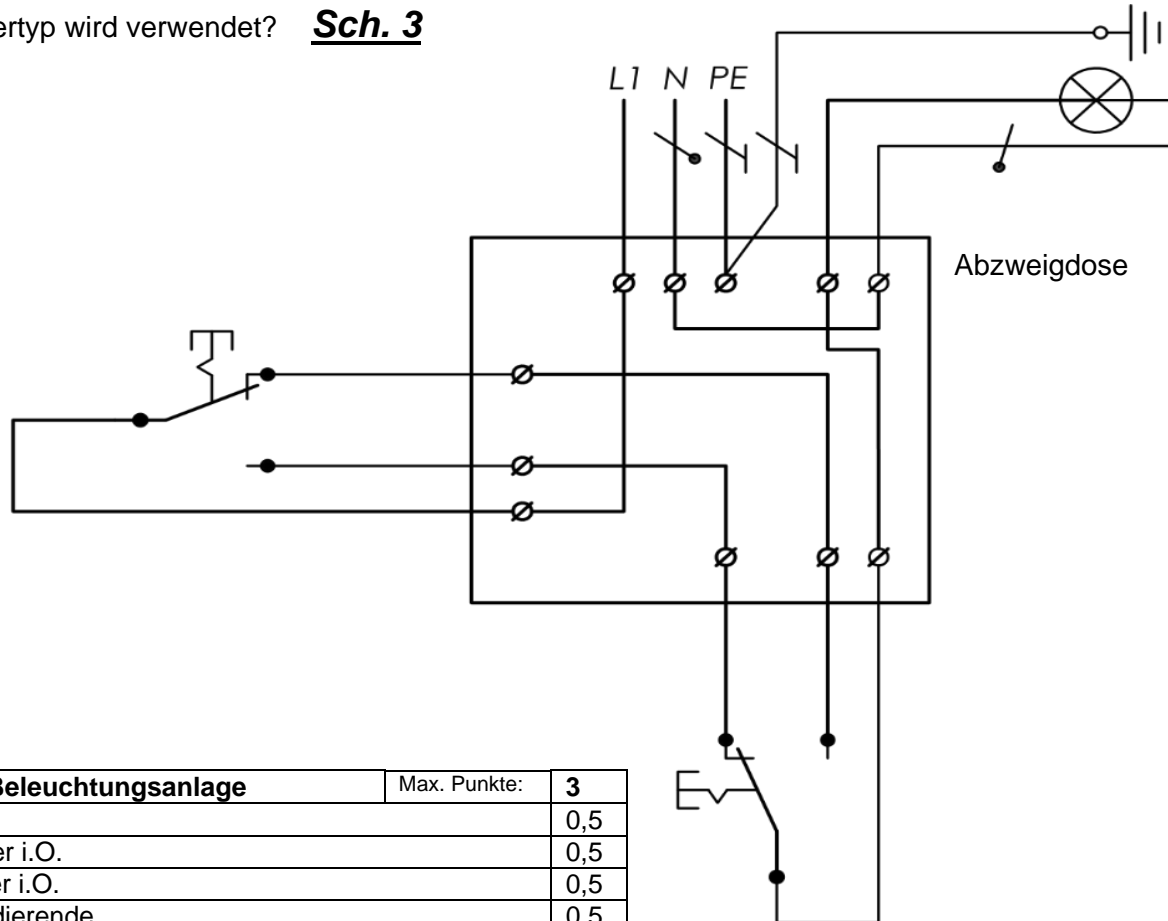 ertyp wird verwendet? Sch. 3
L1 N PE
Abzweigdose
Beleuchtungsanlage Max. Punkte: 3
0,5
er i.O. 0,5
er i.O. 0,5
dierende 0,5